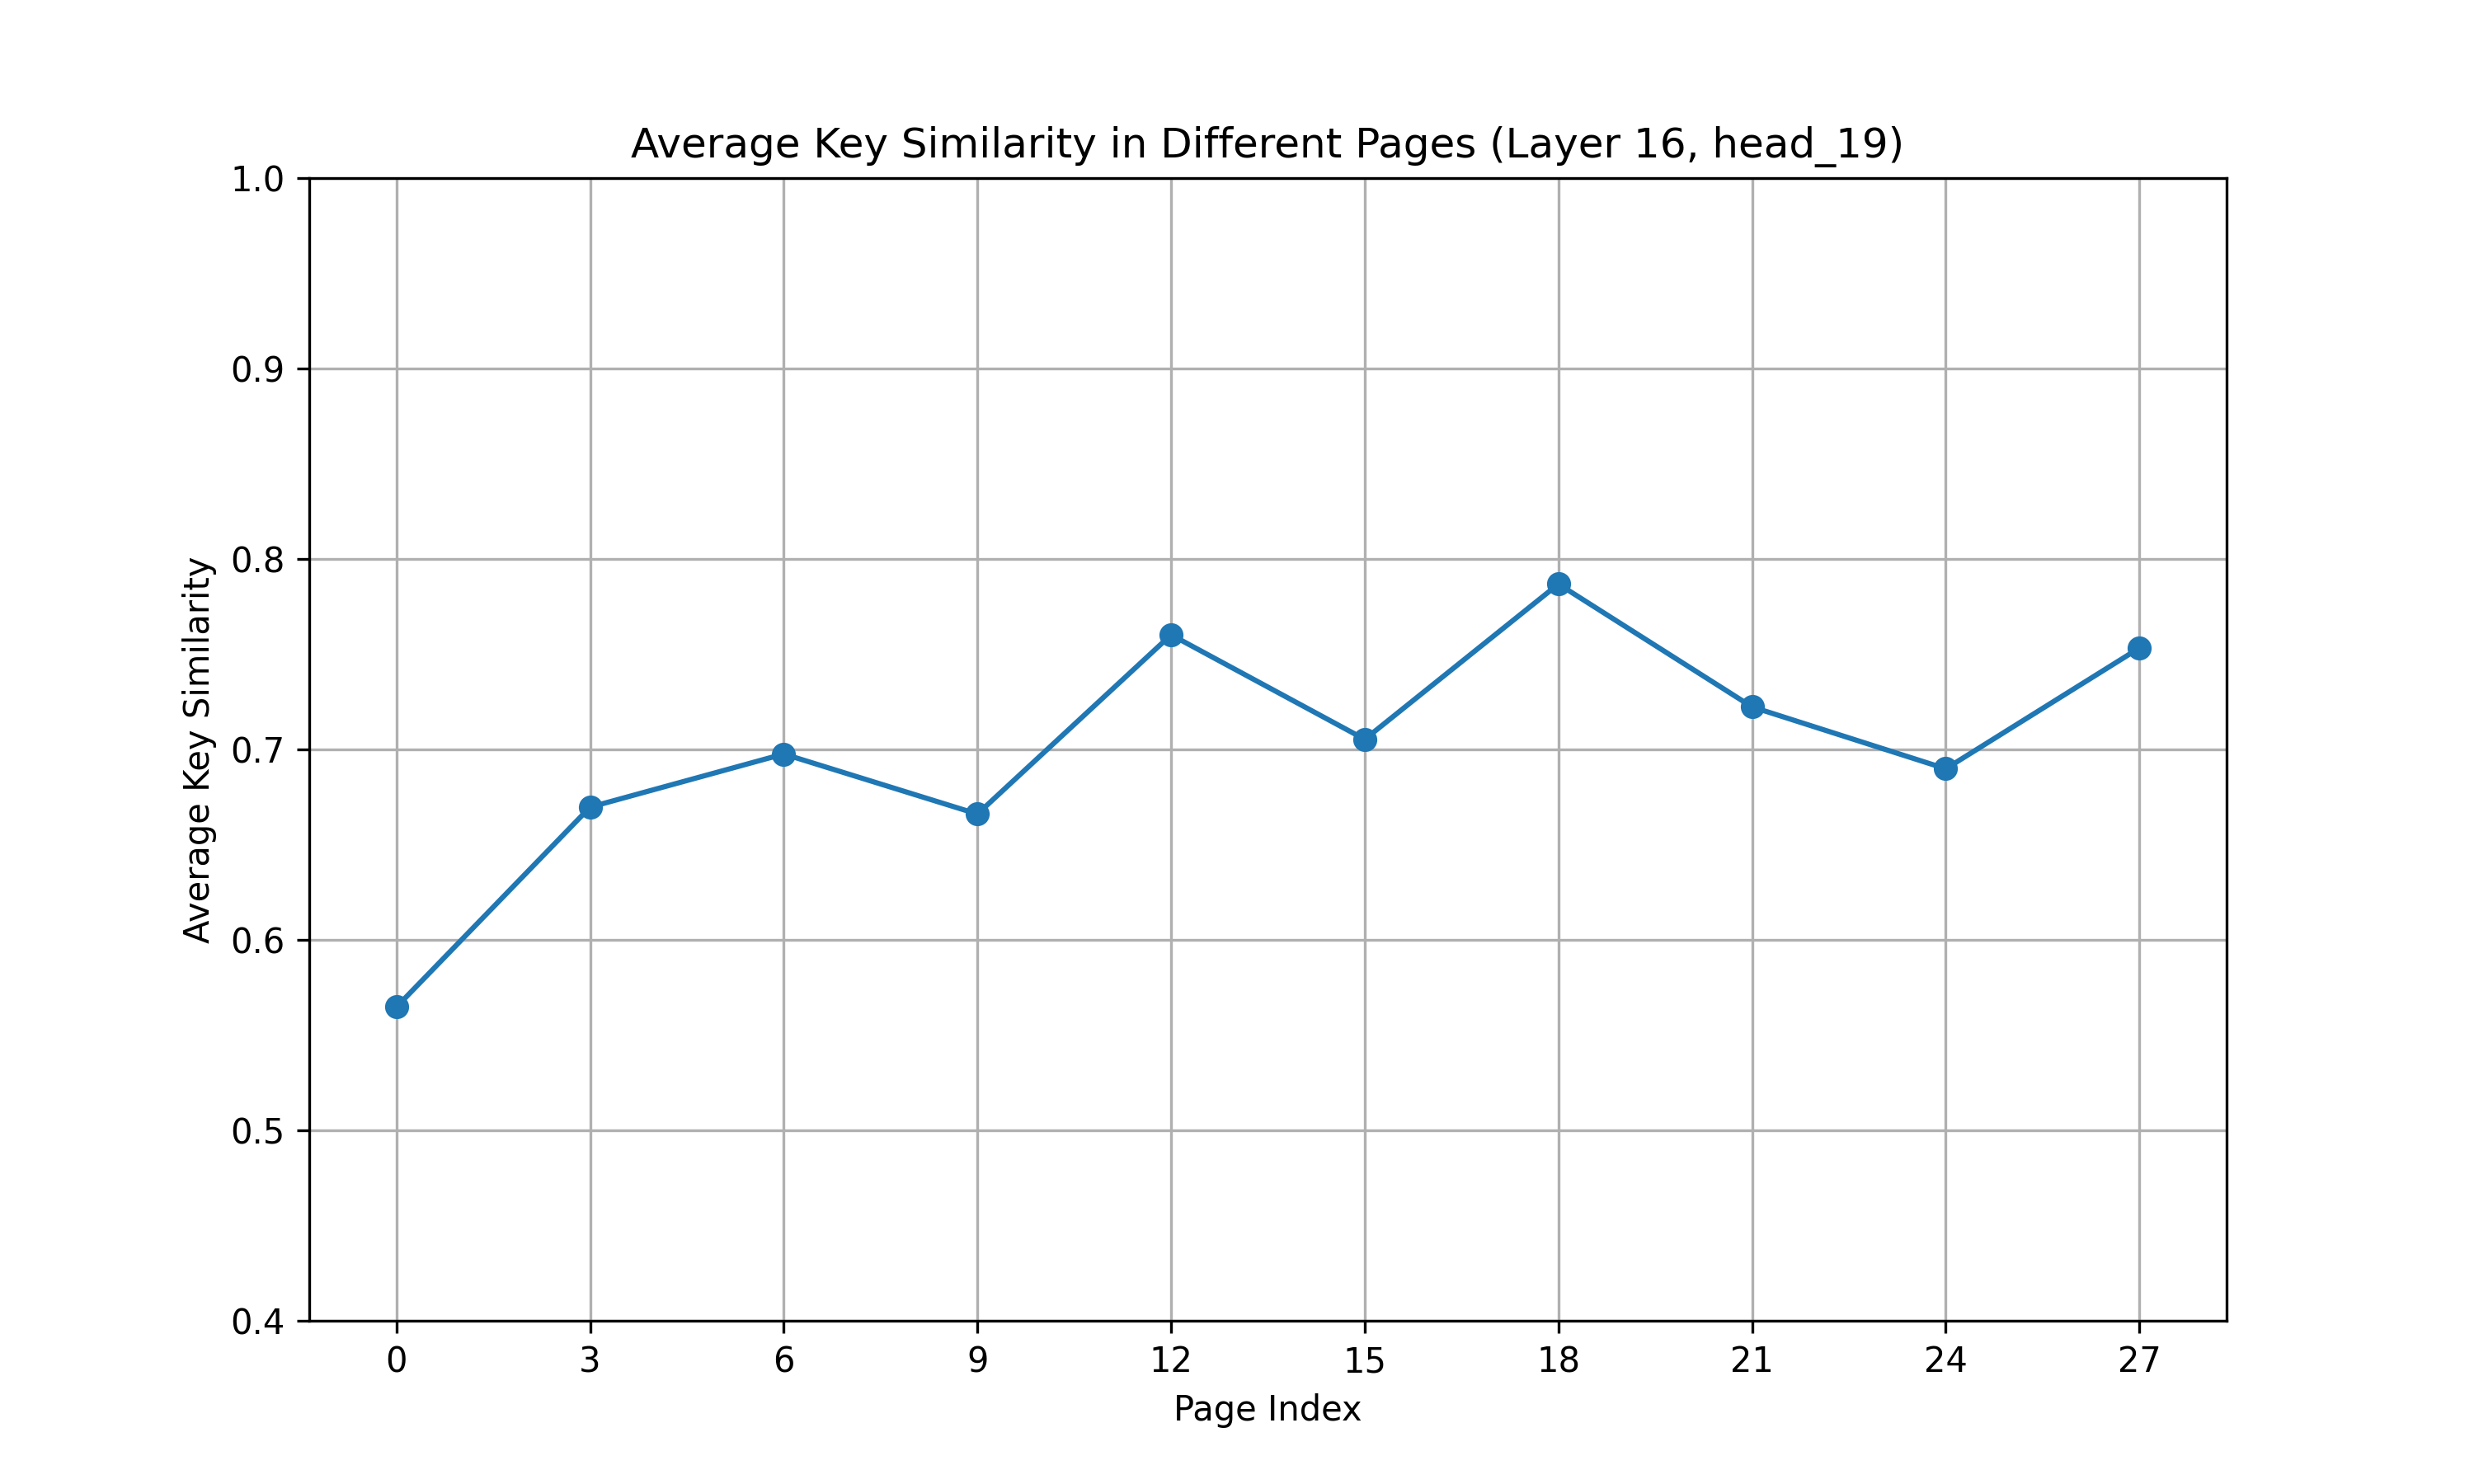 Average Key Similarity in Different Pages (Layer 16, head_19)
1.0
0.9
0.8
0.7
0.6
0.5
0.4
Average Key Similarity
0 3 6 9 12 15 18 21 24 27
Page Index